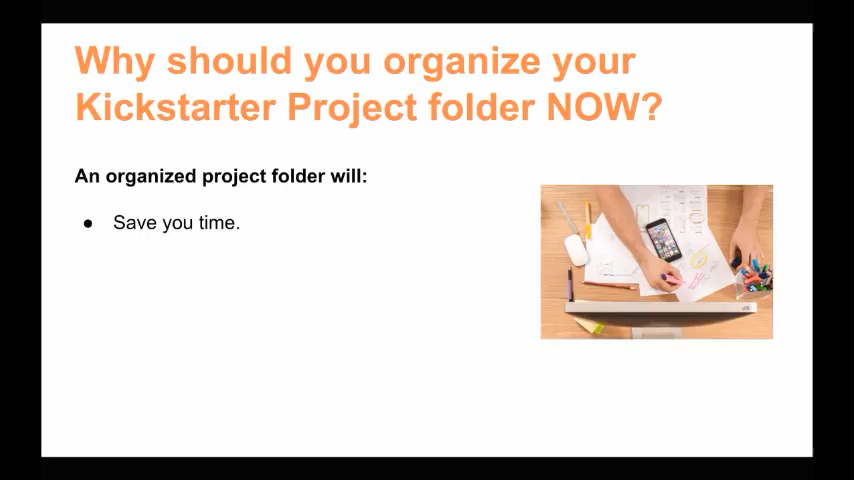 Why should you organize your
Kickstarter Project folder NOW?
An organized project folder will:
● Save you time.